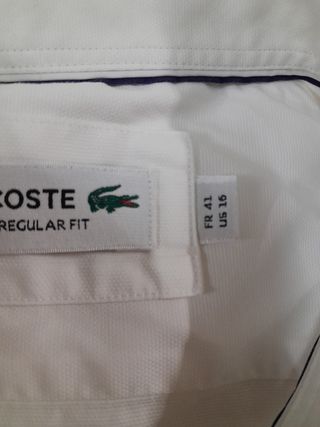 COSTE
REGULAR FIT
FR 41
US 16